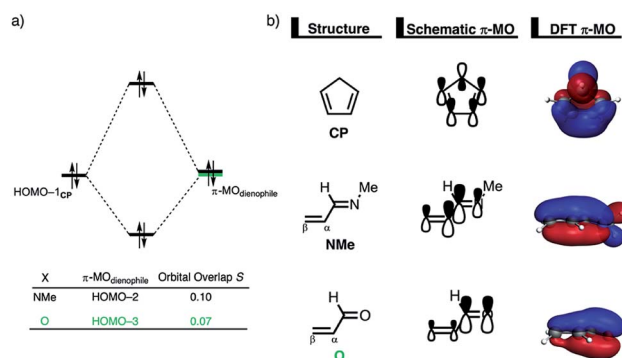 a)
HOMO–1CP
π-MOdienophile
X π-MOdienophile Orbital Overlap S
NMe HOMO–2 0.10
O HOMO–3 0.07
b)
Structure Schematic π-MO DFT π-MO
CP
H Me
N
β α
NMe
H Me
H
O
β α
O
H